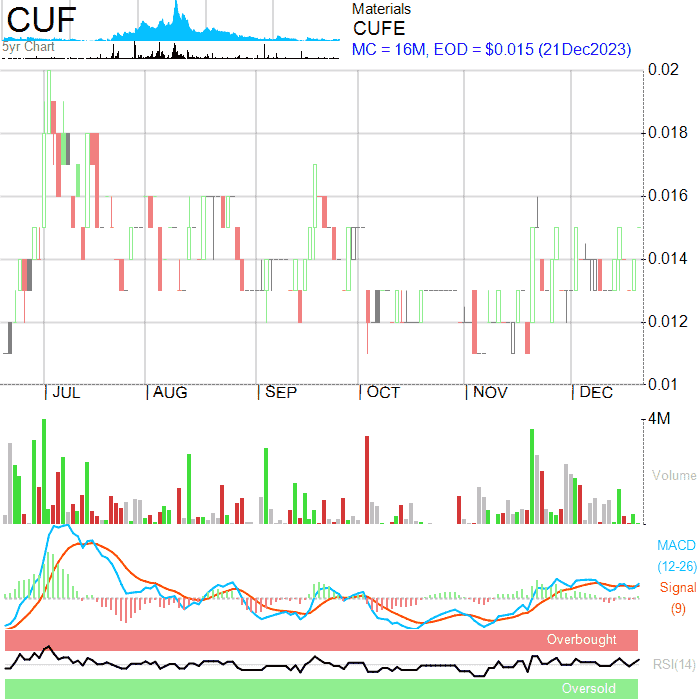 CUF
5yr Chart
Materials
CUFE
MC = 16M, EOD = $0.015 (21Dec2023)
0.02
0.018
0.016
0.014
0.012
0.01
JUL AUG SEP OCT NOV DEC
4M
Volume
MACD
(12-26)
Signal
(9)
Overbought
RSI(14)
Oversold